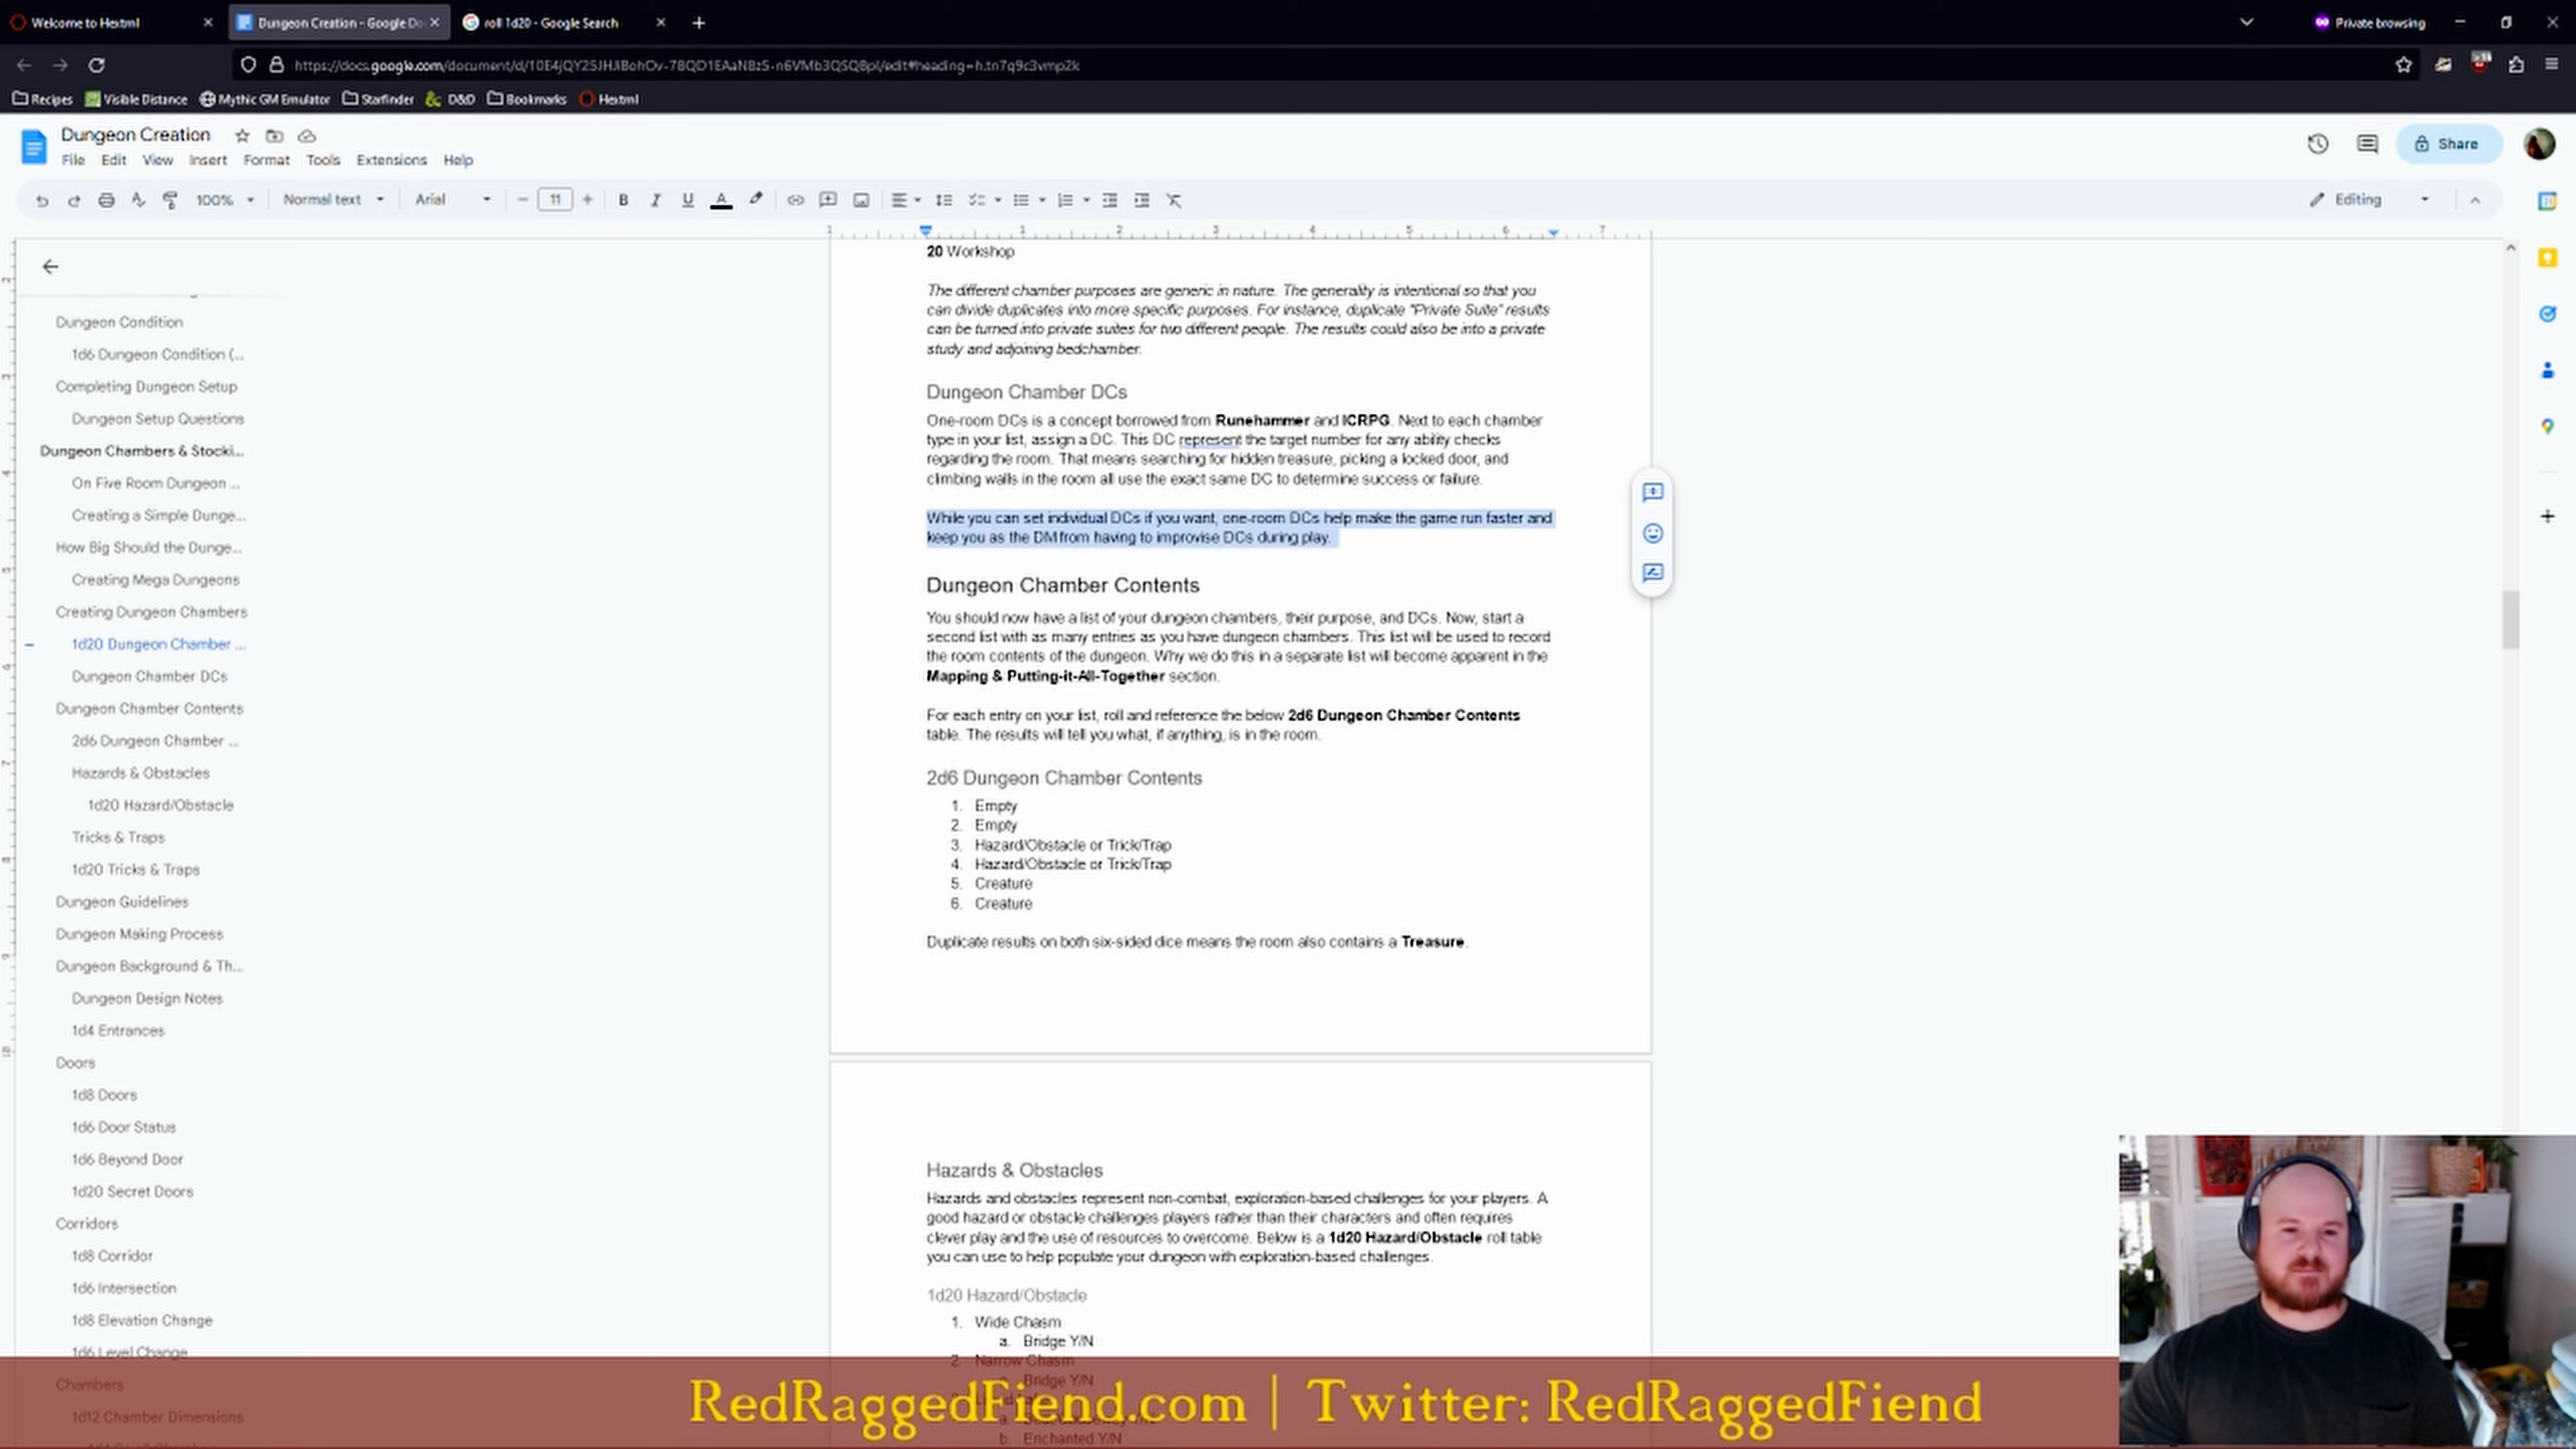 Welcome to Hextml
Dungeon Creation - Google Do
roll 1d20 - Google Search
Private browsing
https://docs.google.com/document/d/10E4jQY25JHJlBohOv-78QD1EAaN8zS-n6VMb3QSQBpI/edit#heading=h.tn7q9c3vmp2k
Recipes
Visible Distance
Mythic GM Emulator
Starfinder
D&D
Bookmarks
Hextml
Dungeon Creation
File Edit View Insert Format Tools Extensions Help
Share
100%
Normal text
Arial
11
Editing
Dungeon Condition
1d6 Dungeon Condition (...
Completing Dungeon Setup
Dungeon Setup Questions
Dungeon Chambers & Stocki...
On Five Room Dungeon ...
Creating a Simple Dunge...
How Big Should the Dunge...
Creating Mega Dungeons
Creating Dungeon Chambers
1d20 Dungeon Chamber ...
Dungeon Chamber DCs
Dungeon Chamber Contents
2d6 Dungeon Chamber ...
Hazards & Obstacles
1d20 Hazard/Obstacle
Tricks & Traps
1d20 Tricks & Traps
Dungeon Guidelines
Dungeon Making Process
Dungeon Background & Th...
Dungeon Design Notes
1d4 Entrances
Doors
1d8 Doors
1d6 Door Status
1d6 Beyond Door
1d20 Secret Doors
Corridors
1d8 Corridor
1d6 Intersection
1d8 Elevation Change
1d6 Level Change
Chambers
1d12 Chamber Dimensions
20 Workshop
The different chamber purposes are generic in nature. The generality is intentional so that you
can divide duplicates into more specific purposes. For instance, duplicate "Private Suite" results
can be turned into private suites for two different people. The results could also be into a private
study and adjoining bedchamber.
Dungeon Chamber DCs
One-room DCs is a concept borrowed from Runehammer and ICRPG. Next to each chamber
type in your list, assign a DC. This DC represent the target number for any ability checks
regarding the room. That means searching for hidden treasure, picking a locked door, and
climbing walls in the room all use the exact same DC to determine success or failure.
While you can set individual DCs if you want, one-room DCs help make the game run faster and
keep you as the DM from having to improvise DCs during play.
Dungeon Chamber Contents
You should now have a list of your dungeon chambers, their purpose, and DCs. Now, start a
second list with as many entries as you have dungeon chambers. This list will be used to record
the room contents of the dungeon. Why we do this in a separate list will become apparent in the
Mapping & Putting-it-All-Together section.
For each entry on your list, roll and reference the below 2d6 Dungeon Chamber Contents
table. The results will tell you what, if anything, is in the room.
2d6 Dungeon Chamber Contents
1. Empty
2. Empty
3. Hazard/Obstacle or Trick/Trap
4. Hazard/Obstacle or Trick/Trap
5. Creature
6. Creature
Duplicate results on both six-sided dice means the room also contains a Treasure.
Hazards & Obstacles
Hazards and obstacles represent non-combat, exploration-based challenges for your players. A
good hazard or obstacle challenges players rather than their characters and often requires
clever play and the use of resources to overcome. Below is a 1d20 Hazard/Obstacle roll table
you can use to help populate your dungeon with exploration-based challenges.
1d20 Hazard/Obstacle
1. Wide Chasm
a. Bridge Y/N
2. Narrow Chasm
Bridge Y/N
b. Enchanted Y/N
RedRaggedFiend.com | Twitter: RedRaggedFiend